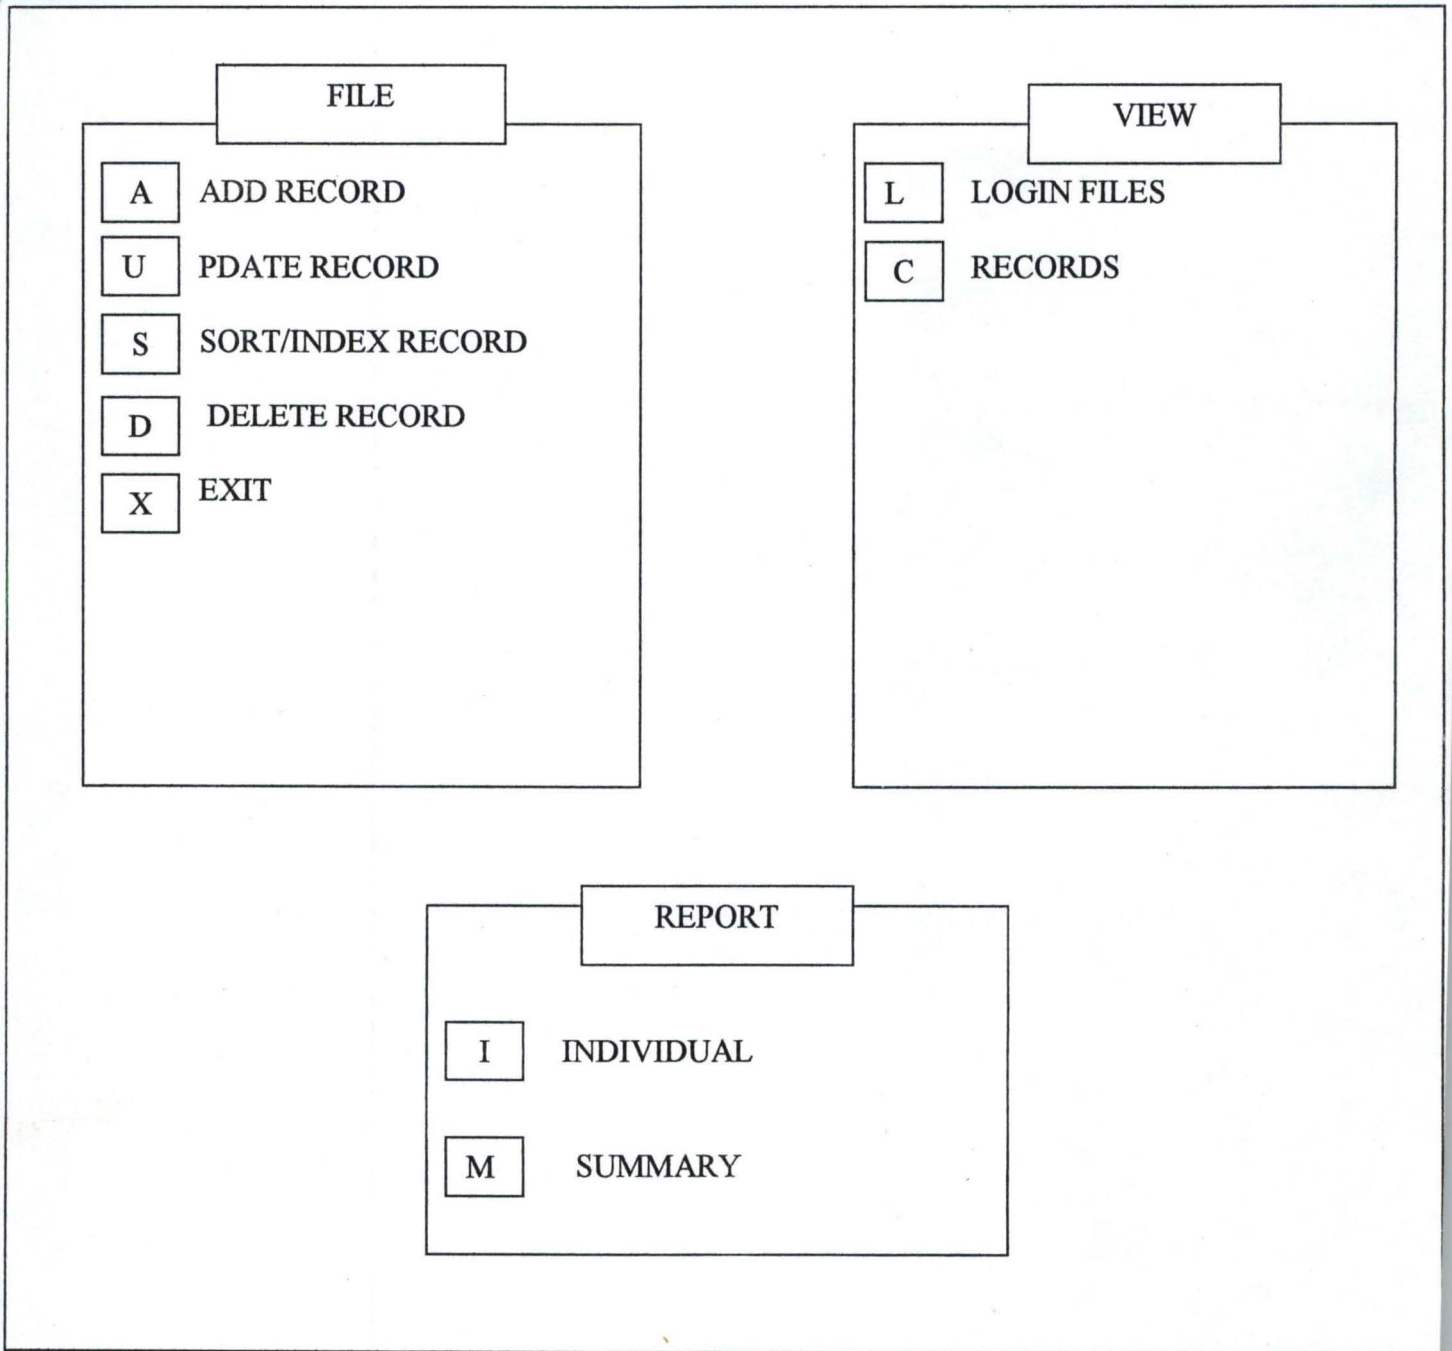 FILE
A ADD RECORD
U PDATE RECORD
S SORT/INDEX RECORD
D DELETE RECORD
X EXIT
VIEW
L LOGIN FILES
C RECORDS
REPORT
I INDIVIDUAL
M SUMMARY